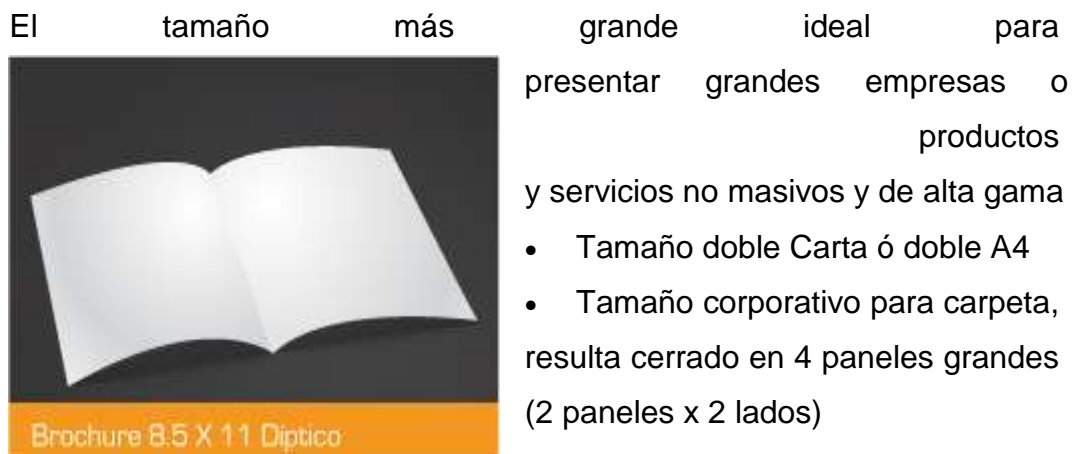 El tamaño más grande ideal para
presentar grandes empresas o
productos
y servicios no masivos y de alta gama
• Tamaño doble Carta ó doble A4
• Tamaño corporativo para carpeta,
resulta cerrado en 4 paneles grandes
(2 paneles x 2 lados)
Brochure 8.5 X 11 Diptico